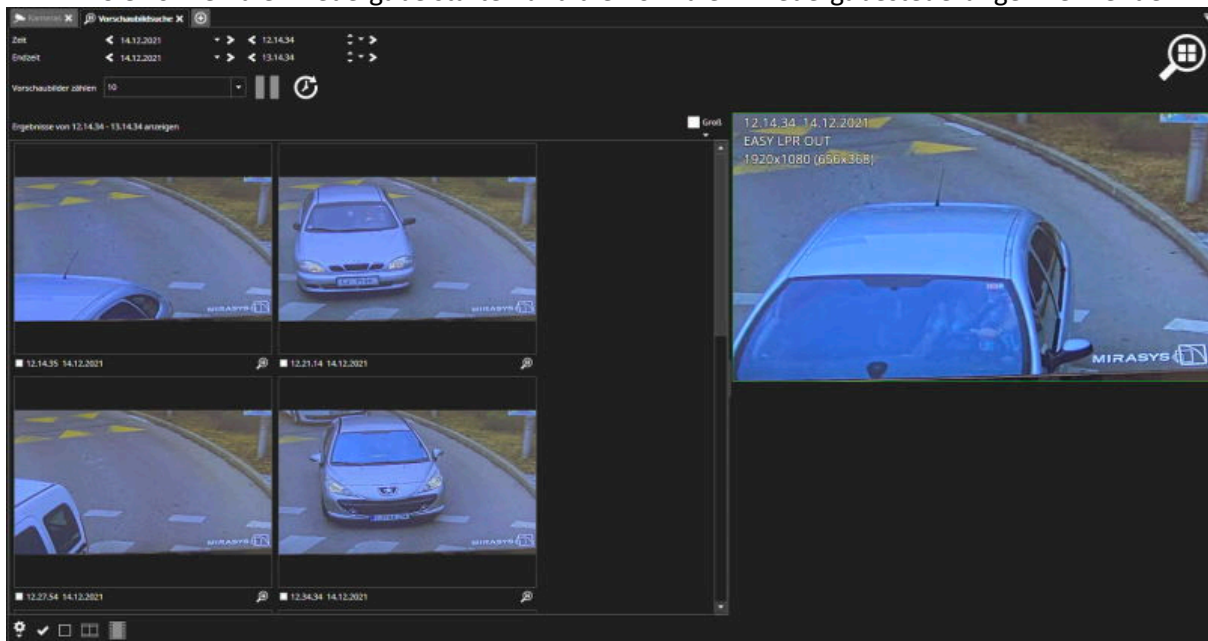 Kameras Vorschaubildsuche
Zeit 14.12.2021 12.14.34
Endzeit 14.12.2021 13.14.34
Vorschaubilder zählen 10
Ergebnisse von 12.14.34 - 13.14.34 anzeigen
Groß
12.14.34 14.12.2021
EASY LPR OUT
1920x1080 (656x368)
MIRASYS
MIRASYS
MIRASYS
12.14.35 14.12.2021
12.21.14 14.12.2021
MIRASYS
MIRASYS
12.27.54 14.12.2021
12.34.34 14.12.2021